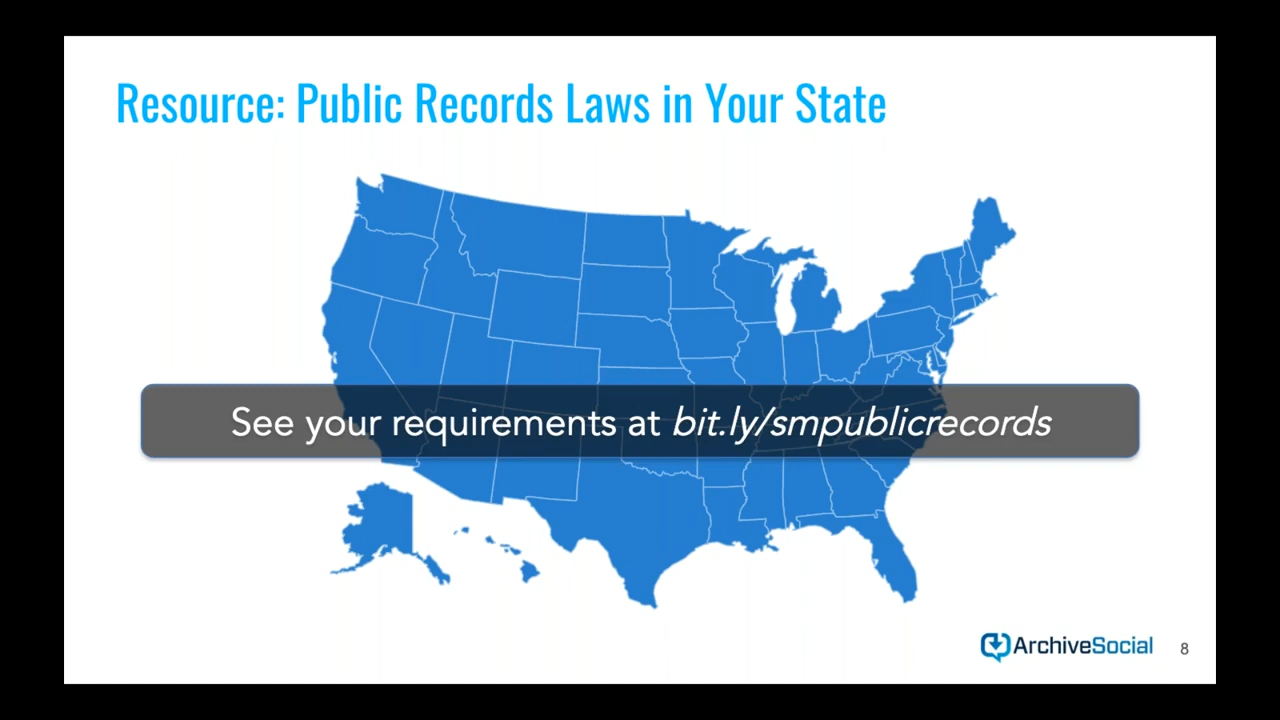 Resource: Public Records Laws in Your State
See your requirements at bit.ly/smpublicrecords
ArchiveSocial
8